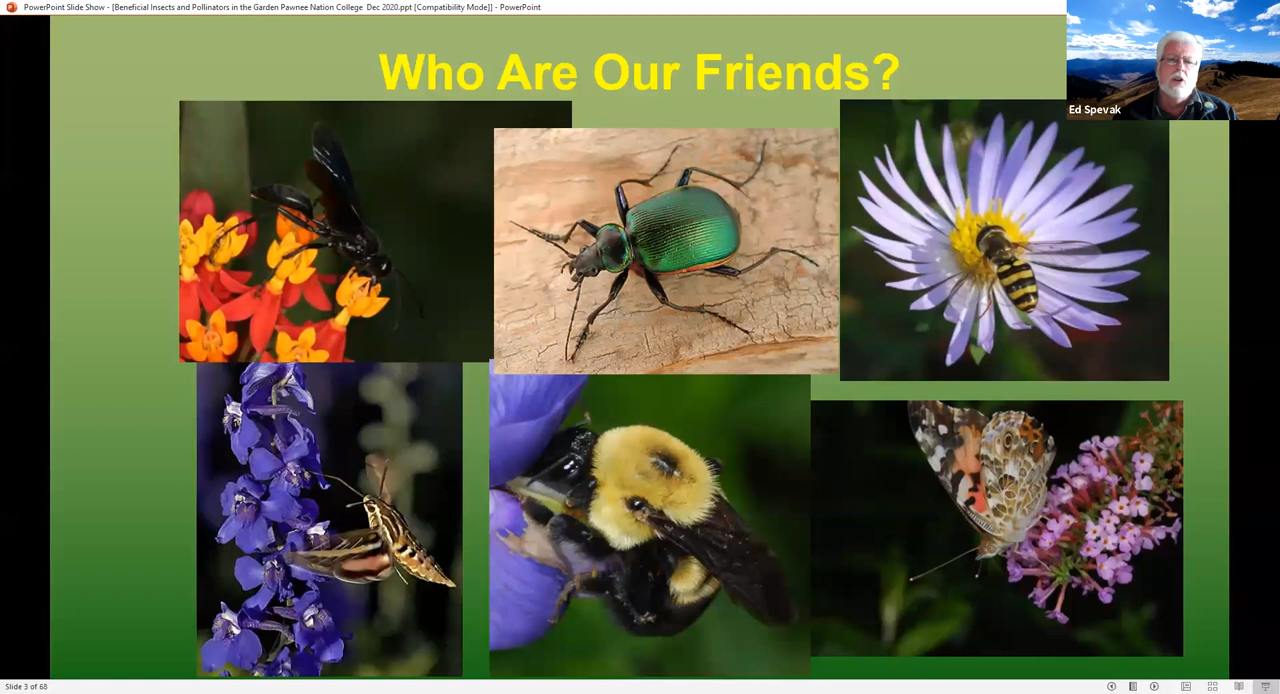 PowerPoint Slide Show - [Beneficial Insects and Pollinators in the Garden Pawnee Nation College  Dec 2020.ppt [Compatibility Mode]] - PowerPoint
Who Are Our Friends?
Ed Spevak
Slide 3 of 68